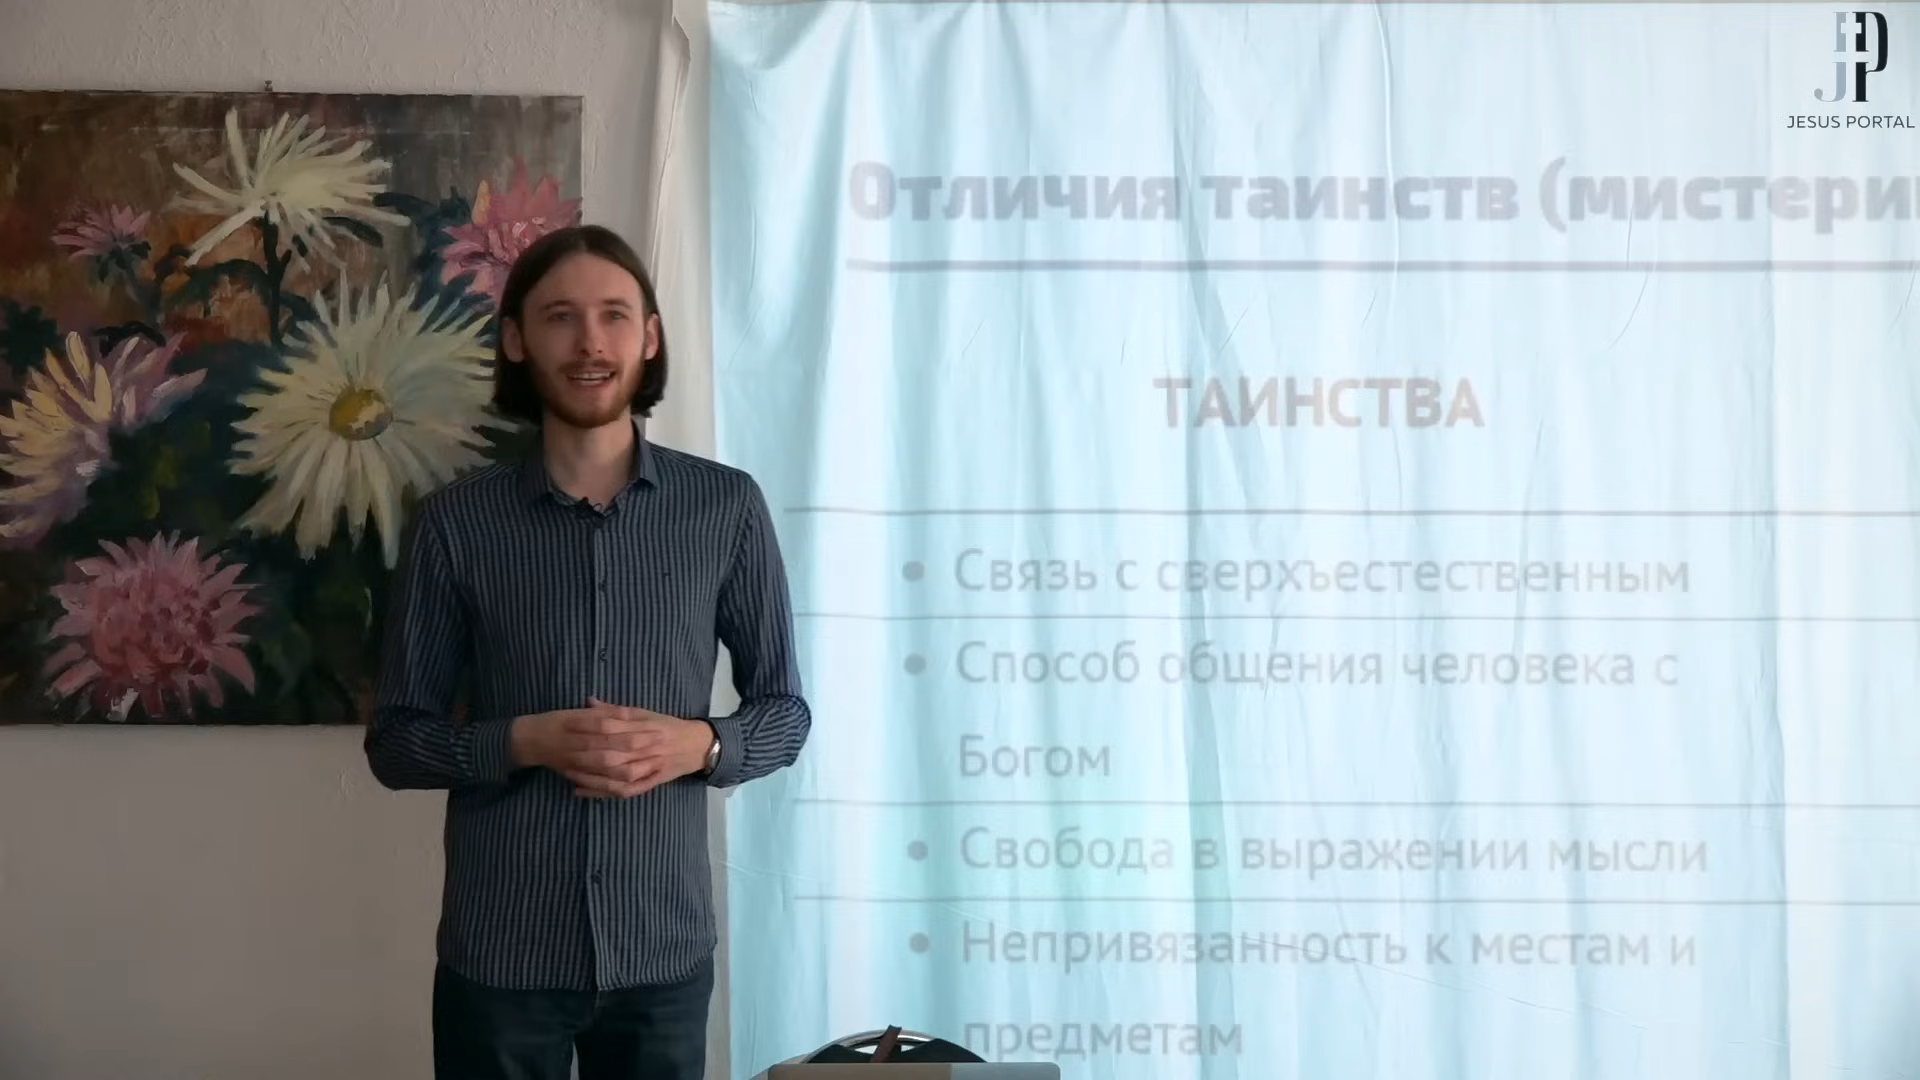 JESUS PORTAL
Отличия таинств (мистери
ТАИНСТВА
• Связь с сверхъестественным
• Способ общения человека с
Богом
• Свобода в выражении мысли
• Непривязанность к местам и
предметам